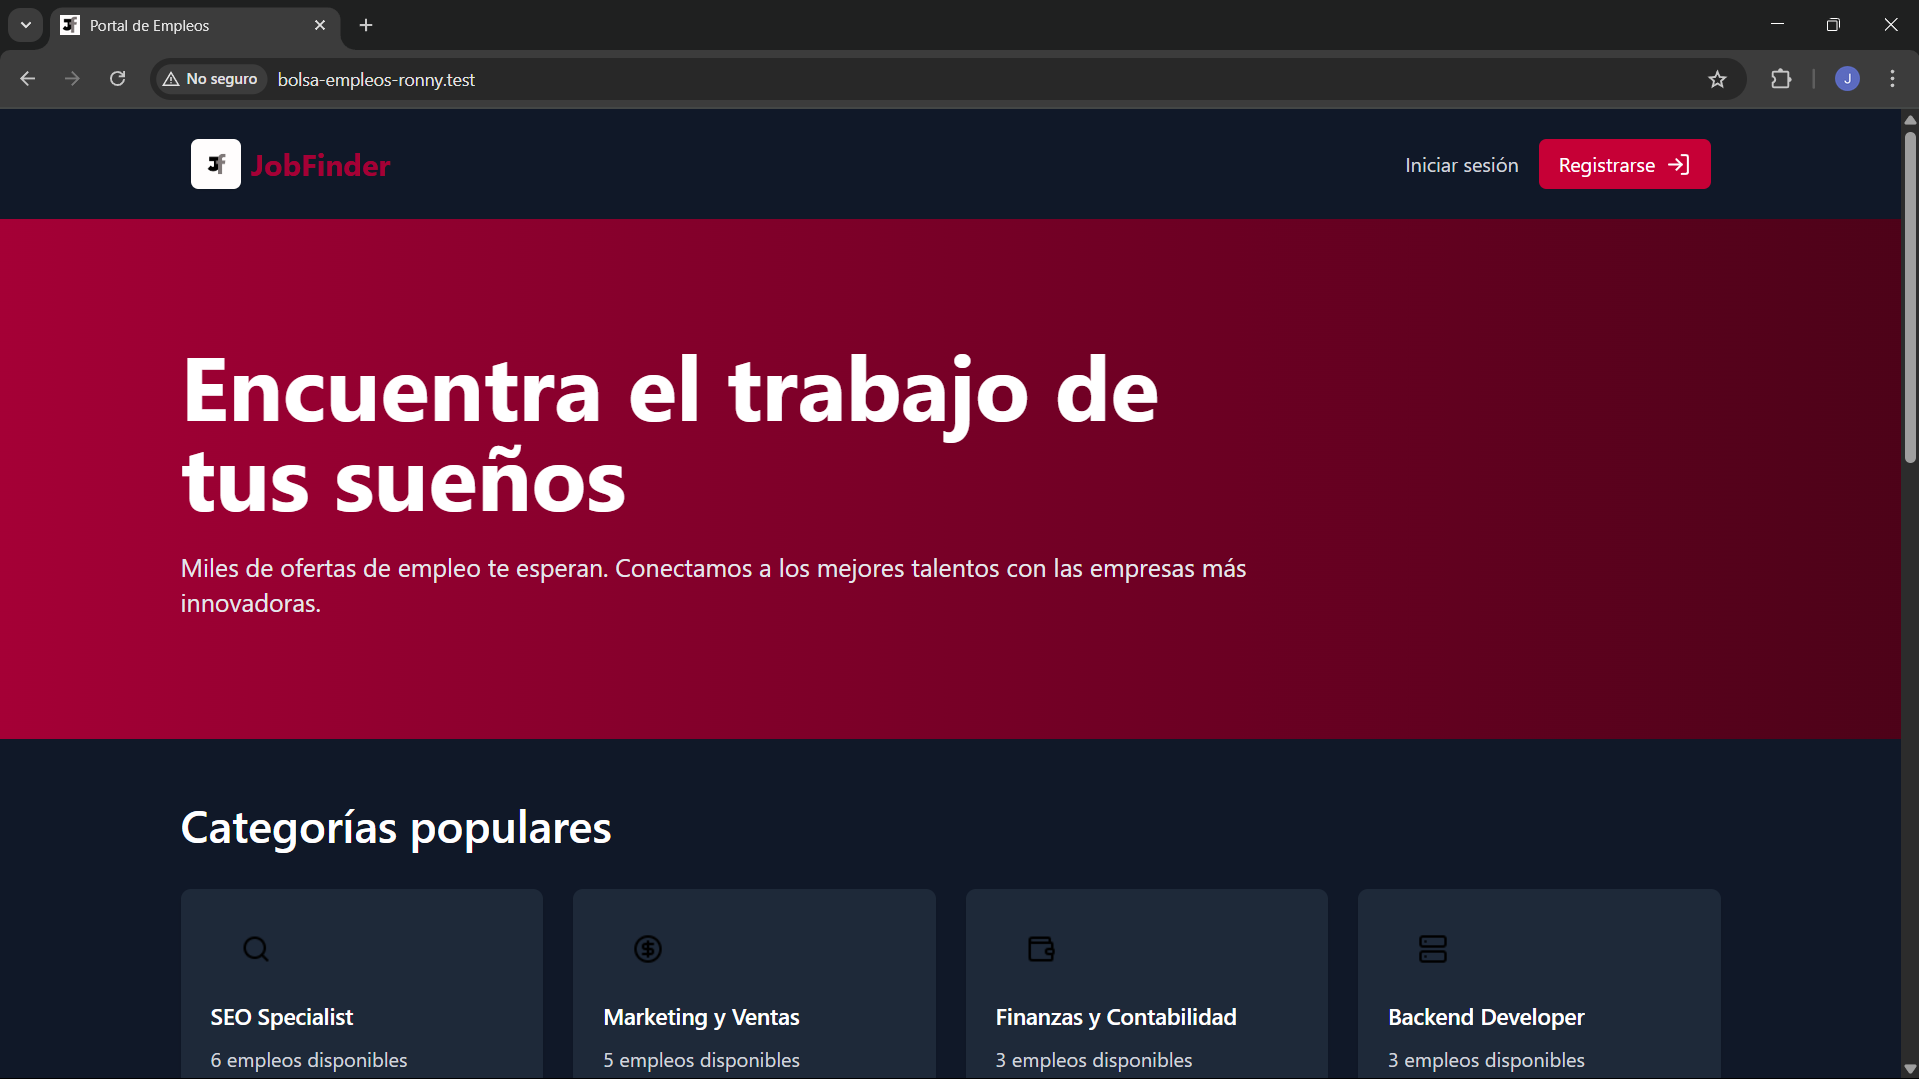 Portal de Empleos
No seguro
bolsa-empleos-ronny.test
J
JF
JobFinder
Iniciar sesión
Registrarse
Encuentra el trabajo de
tus sueños
Miles de ofertas de empleo te esperan. Conectamos a los mejores talentos con las empresas más
innovadoras.
Categorías populares
SEO Specialist
6 empleos disponibles
Marketing y Ventas
5 empleos disponibles
Finanzas y Contabilidad
3 empleos disponibles
Backend Developer
3 empleos disponibles